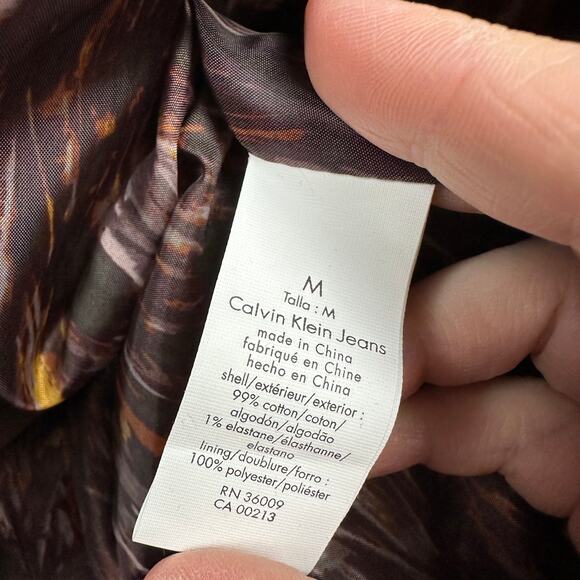 M
Talla : M
Calvin Klein Jeans
made in China
fabriqué en Chine
hecho en China
shell/extérieur/exterior :
99% cotton/coton/
algodón/algodão
1% elastane/élasthanne/
elastano
lining/doublure/forro :
100% polyester/poliéster
RN 36009
CA 00213